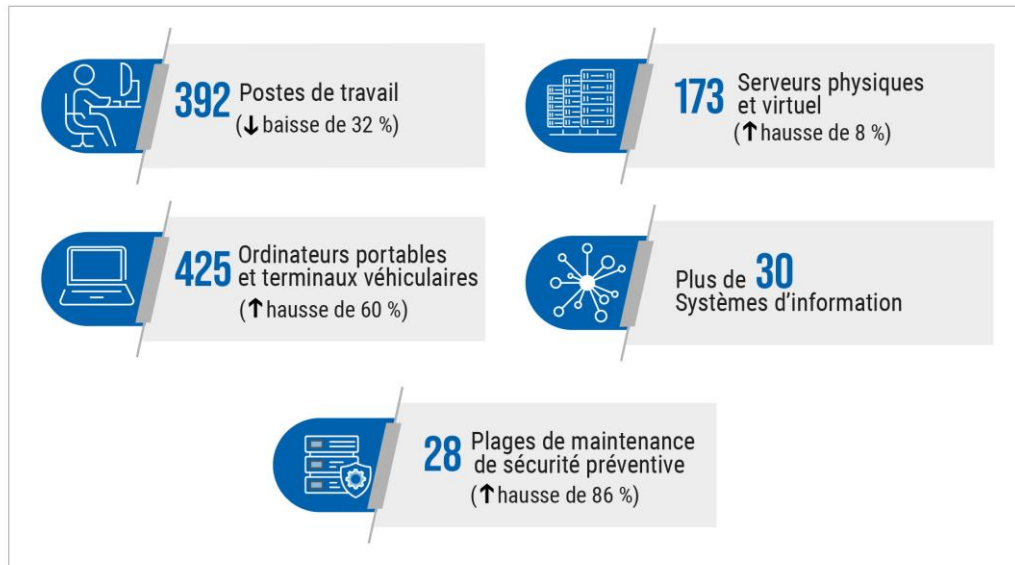 392 Postes de travail
(↓ baisse de 32 %)
173 Serveurs physiques
et virtuel
(↑ hausse de 8 %)
425 Ordinateurs portables
et terminaux véhiculaires
(↑ hausse de 60 %)
Plus de 30
Systèmes d'information
28 Plages de maintenance
de sécurité préventive
(↑ hausse de 86 %)